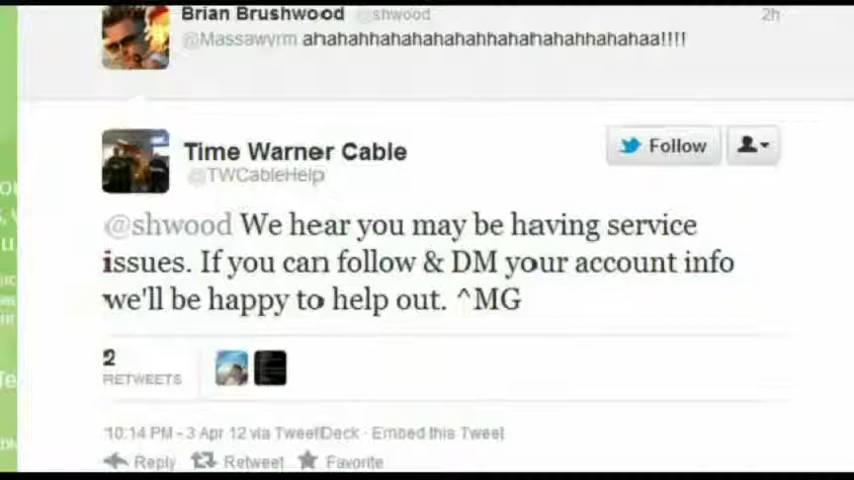 Brian Brushwood @shwood 2h
@Massawyrm ahahahhahahahahhahahahahhahahaa!!!!
Time Warner Cable
@TWCableHelp
Follow
@shwood We hear you may be having service
issues. If you can follow & DM your account info
we'll be happy to help out. ^MG
2
RETWEETS
10:14 PM - 3 Apr 12 via TweetDeck · Embed this Tweet
Reply Retweet Favorite